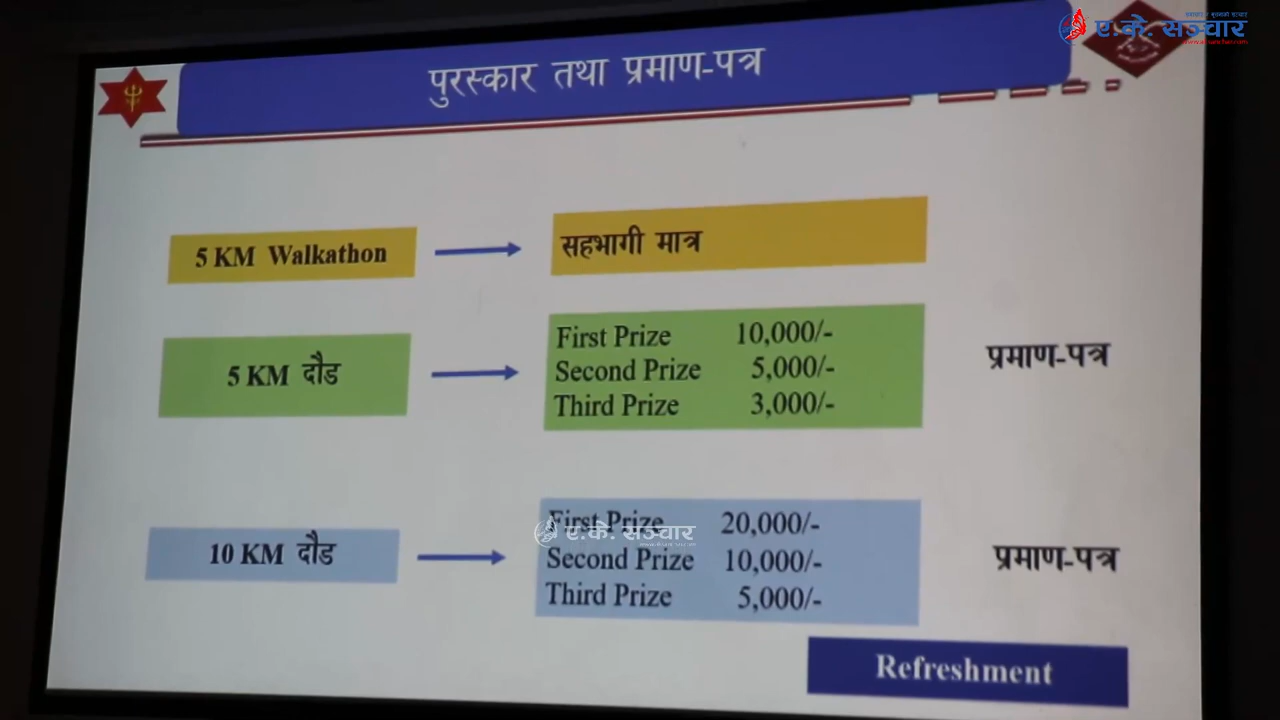 ए.के. सञ्चार
पुरस्कार तथा प्रमाण-पत्र
5 KM Walkathon
सहभागी मात्र
5 KM दौड
First Prize 10,000/-
Second Prize 5,000/-
Third Prize 3,000/-
प्रमाण-पत्र
10 KM दौड
First Prize 20,000/-
Second Prize 10,000/-
Third Prize 5,000/-
प्रमाण-पत्र
ए.के. सञ्चार
Refreshment